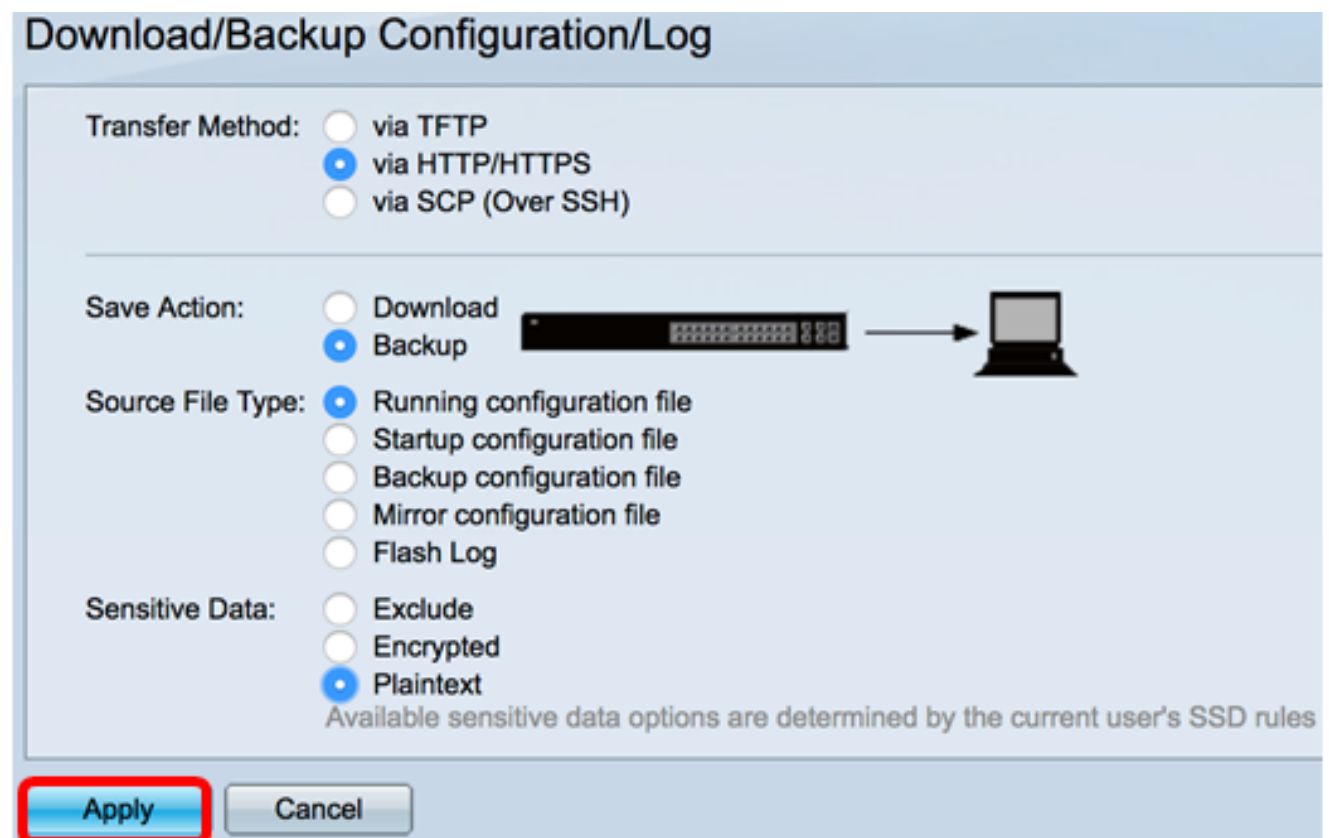 Download/Backup Configuration/Log
Transfer Method: via TFTP
via HTTP/HTTPS
via SCP (Over SSH)
Save Action: Download
Backup
Source File Type: Running configuration file
Startup configuration file
Backup configuration file
Mirror configuration file
Flash Log
Sensitive Data: Exclude
Encrypted
Plaintext
Available sensitive data options are determined by the current user's SSD rules
Apply Cancel